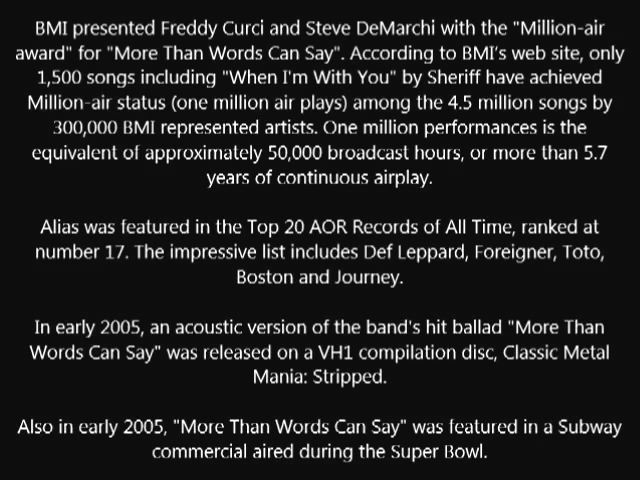 BMI presented Freddy Curci and Steve DeMarchi with the "Million-air
award" for "More Than Words Can Say". According to BMI's web site, only
1,500 songs including "When I'm With You" by Sheriff have achieved
Million-air status (one million air plays) among the 4.5 million songs by
300,000 BMI represented artists. One million performances is the
equivalent of approximately 50,000 broadcast hours, or more than 5.7
years of continuous airplay.
Alias was featured in the Top 20 AOR Records of All Time, ranked at
number 17. The impressive list includes Def Leppard, Foreigner, Toto,
Boston and Journey.
In early 2005, an acoustic version of the band's hit ballad "More Than
Words Can Say" was released on a VH1 compilation disc, Classic Metal
Mania: Stripped.
Also in early 2005, "More Than Words Can Say" was featured in a Subway
commercial aired during the Super Bowl.